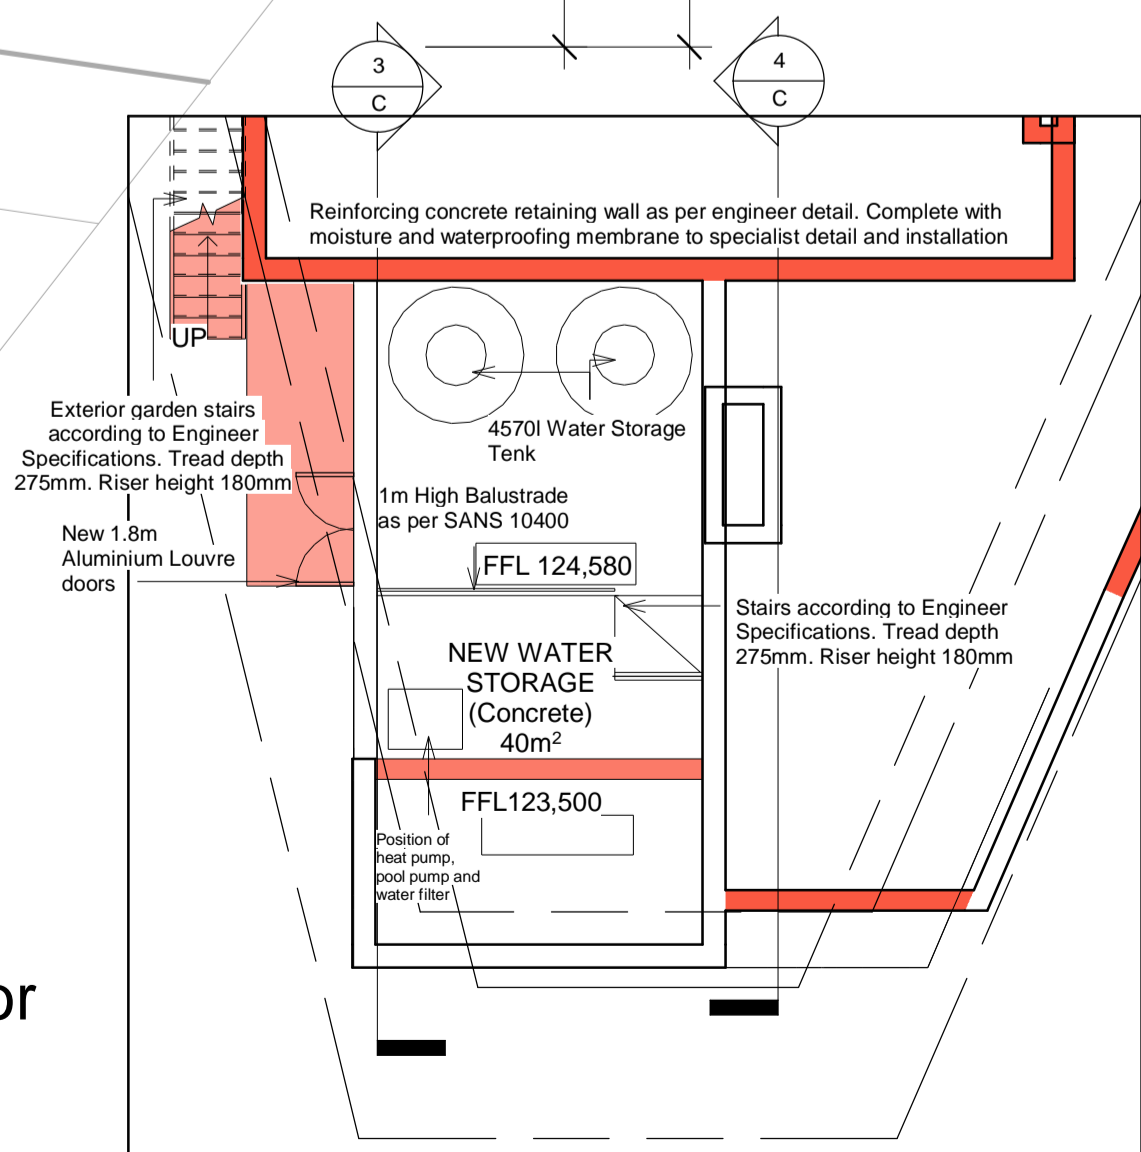 3
C
4
C
Reinforcing concrete retaining wall as per engineer detail. Complete with
moisture and waterproofing membrane to specialist detail and installation
UP
Exterior garden stairs
according to Engineer
Specifications. Tread depth
275mm. Riser height 180mm
4570l Water Storage
Tenk
1m High Balustrade
as per SANS 10400
New 1.8m
Aluminium Louvre
doors
FFL 124,580
Stairs according to Engineer
Specifications. Tread depth
275mm. Riser height 180mm
NEW WATER
STORAGE
(Concrete)
40m²
FFL123,500
Position of
heat pump,
pool pump and
water filter
or